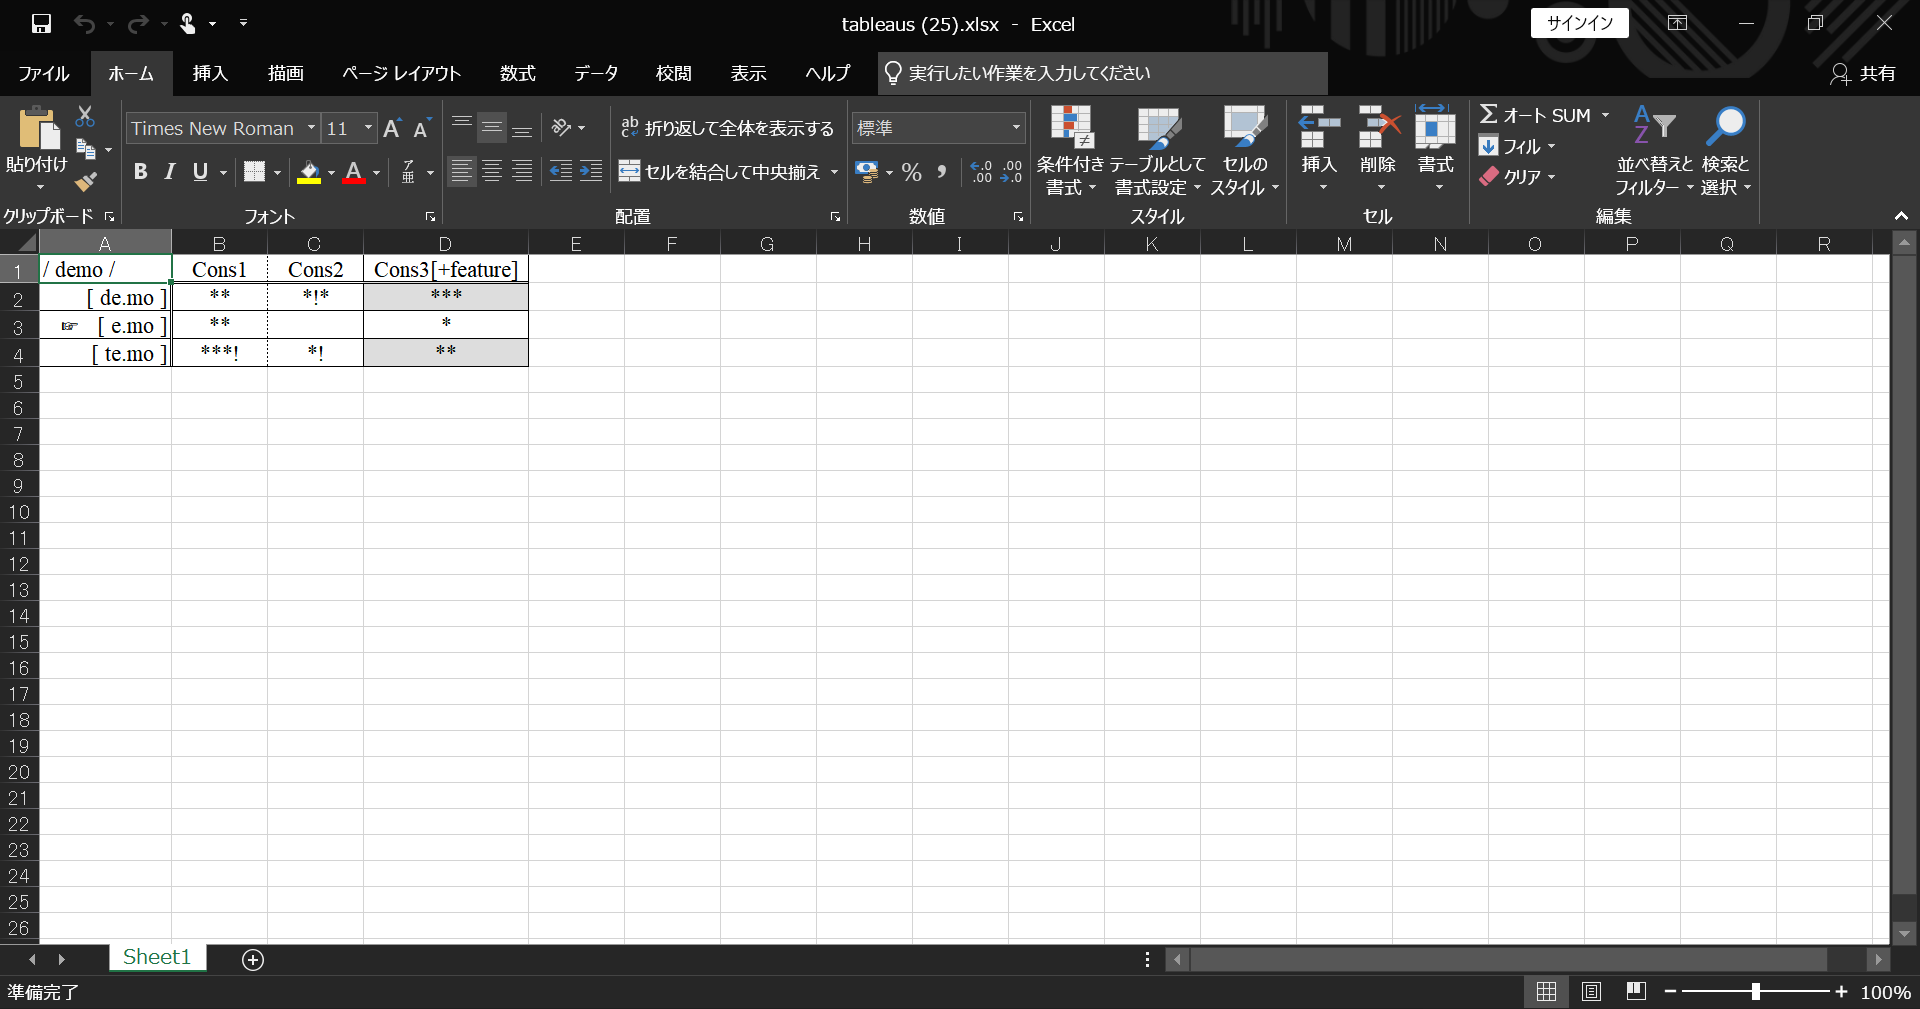 tableaus (25).xlsx - Excel
サインイン
ファイル ホーム 挿入 描画 ページ レイアウト 数式 データ 校閲 表示 ヘルプ 実行したい作業を入力してください 共有
貼り付け
クリップボード
Times New Roman 11
B I U
フォント
ab 折り返して全体を表示する
セルを結合して中央揃え
配置
標準
% , .0 .00 .00 .0
数値
条件付き書式
テーブルとして書式設定
セルのスタイル
スタイル
挿入 削除 書式
セル
Σ オート SUM
フィル
クリア
並べ替えとフィルター
検索と選択
編集
A B C D E F G H I J K L M N O P Q R
1 / demo / Cons1 Cons2 Cons3[+feature]
2 [ de.mo ] ** *!* ***
3 ☞ [ e.mo ] ** *
4 [ te.mo ] ***! *! **
5
6
7
8
9
10
11
12
13
14
15
16
17
18
19
20
21
22
23
24
25
26
Sheet1
準備完了
100%